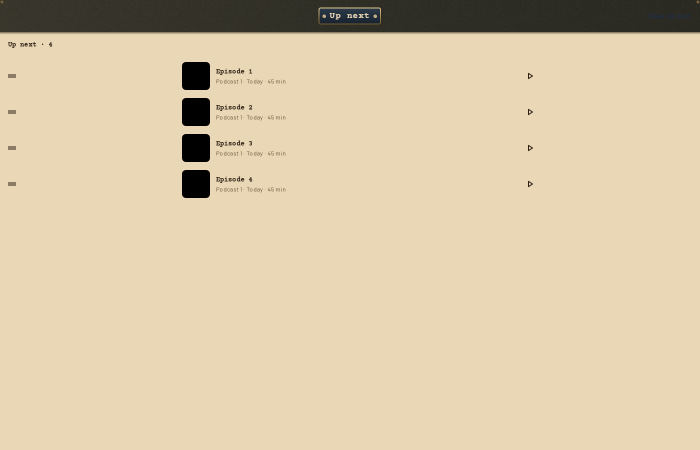 Up next
Up next · 4
Episode 1
Podcast 1 · Today · 45 min
Episode 2
Podcast 1 · Today · 45 min
Episode 3
Podcast 1 · Today · 45 min
Episode 4
Podcast 1 · Today · 45 min